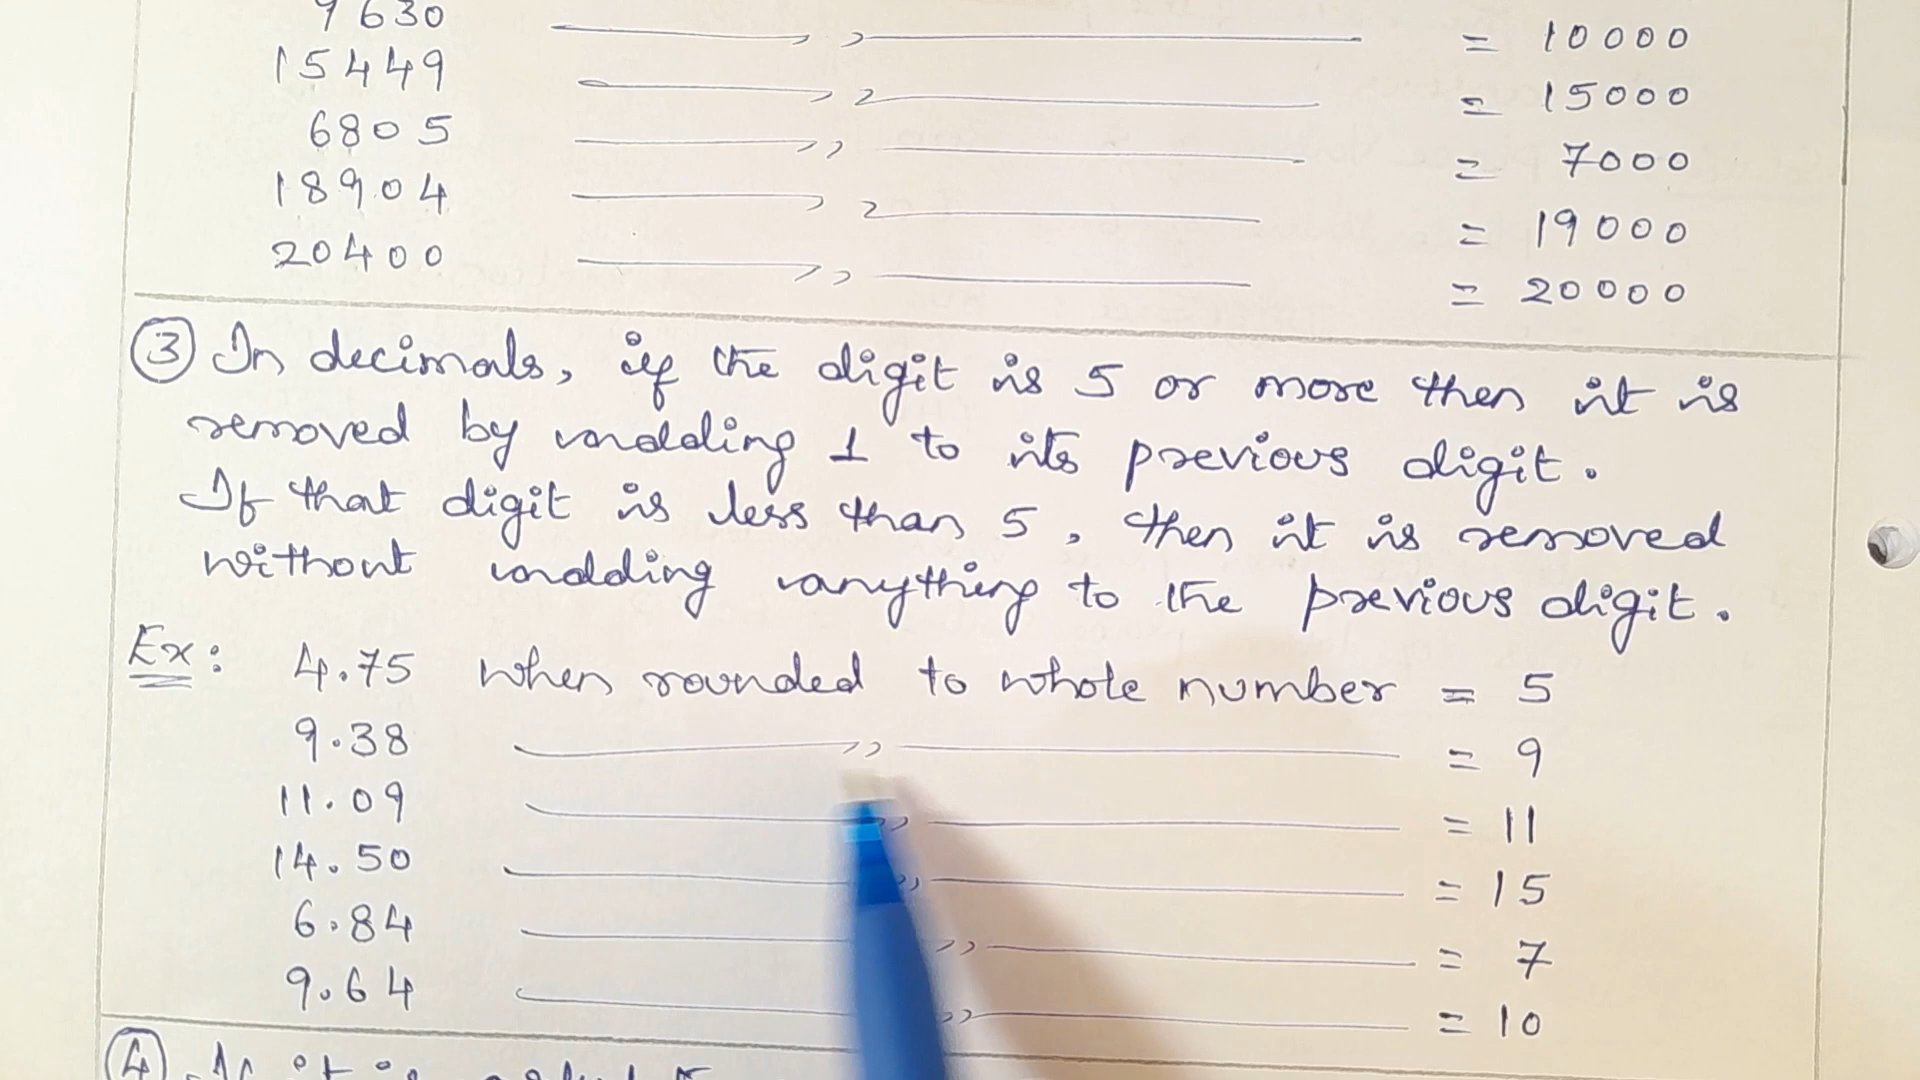 9630 ——— ,, ——— = 10000
15449 ——— ,, ——— = 15000
6805 ——— ,, ——— = 7000
18904 ——— ,, ——— = 19000
20400 ——— ,, ——— = 20000
③ In decimals, if the digit is 5 or more then it is
removed by adding 1 to its previous digit.
If that digit is less than 5, then it is removed
without adding anything to the previous digit.
Ex: 4.75 when rounded to whole number = 5
9.38 ——— ,, ——— = 9
11.09 ——— ,, ——— = 11
14.50 ——— ,, ——— = 15
6.84 ——— ,, ——— = 7
9.64 ——— ,, ——— = 10
④